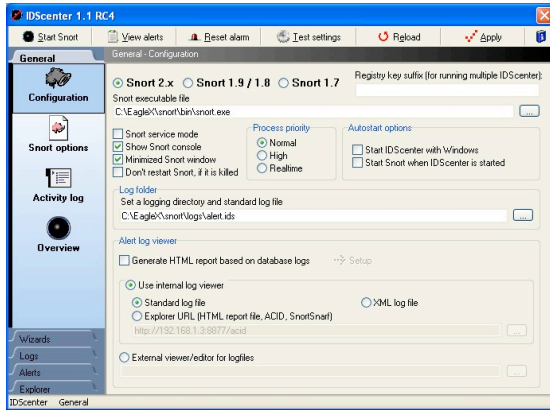 IDScenter 1.1 RC4
Start Snort
View alerts
Reset alarm
Test settings
Reload
Apply
General
General - Configuration
Configuration
Snort options
Activity log
Overview
Wizards
Logs
Alerts
Explorer
Snort 2.x
Snort 1.9 / 1.8
Snort 1.7
Registry key suffix (for running multiple IDScenter):
Snort executable file
C:\EagleX\snort\bin\snort.exe
...
Snort service mode
Show Snort console
Minimized Snort window
Don't restart Snort, if it is killed
Process priority
Normal
High
Realtime
Autostart options
Start IDScenter with Windows
Start Snort when IDScenter is started
Log folder
Set a logging directory and standard log file
C:\EagleX\snort\logs\alert.ids
...
Alert log viewer
Generate HTML report based on database logs
Setup
Use internal log viewer
Standard log file
XML log file
Explorer URL (HTML report file, ACID, SnortSnarf)
http://192.168.1.3:8877/acid
...
External viewer/editor for logfiles
...
IDScenter
General